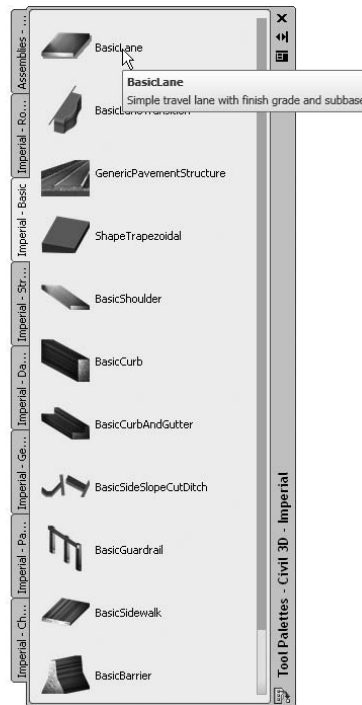 Assemblies - ...
Imperial - Ro...
Imperial - Basic
Imperial - Str...
Imperial - Da...
Imperial - Ge...
Imperial - Pa...
Imperial - Ch...
BasicLane
BasicLane
Simple travel lane with finish grade and subbase
BasicLaneTransition
GenericPavementStructure
ShapeTrapezoidal
BasicShoulder
BasicCurb
BasicCurbAndGutter
BasicSideSlopeCutDitch
BasicGuardrail
BasicSidewalk
BasicBarrier
Tool Palettes - Civil 3D - Imperial